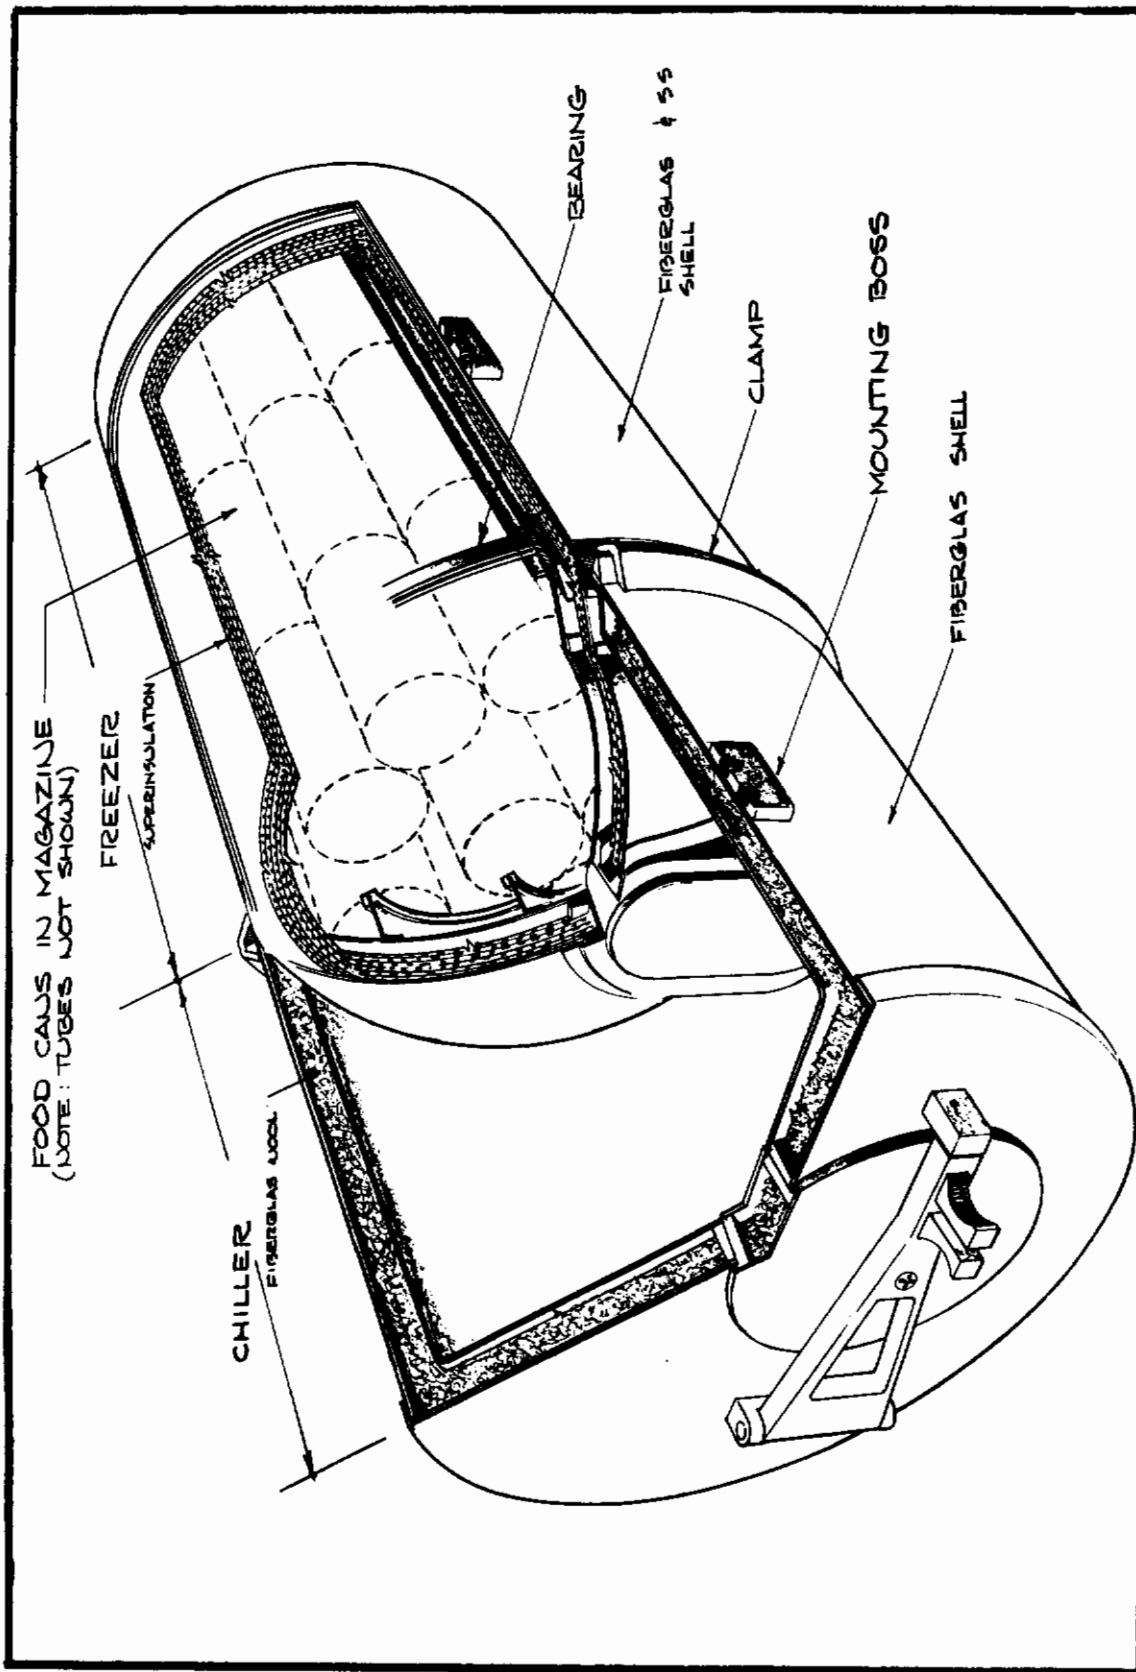 FOOD CANS IN MAGAZINE
(NOTE: TUBES NOT SHOWN)
FREEZER
SUPERINSULATION
CHILLER
FIBERGLAS WOOL
BEARING
FIBERGLAS & SS
SHELL
CLAMP
MOUNTING BOSS
FIBERGLAS SHELL